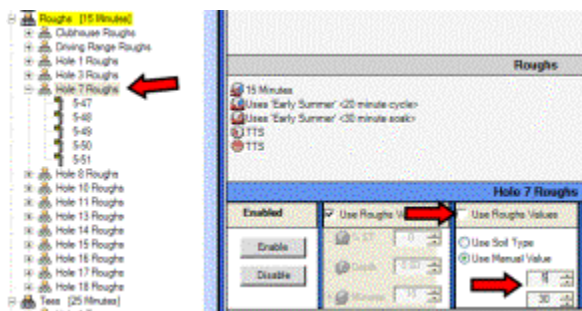 Roughs [15 Minutes]
Clubhouse Roughs
Driving Range Roughs
Hole 1 Roughs
Hole 3 Roughs
Hole 7 Roughs
5-47
5-48
5-49
5-50
5-51
Hole 8 Roughs
Hole 10 Roughs
Hole 11 Roughs
Hole 13 Roughs
Hole 14 Roughs
Hole 15 Roughs
Hole 16 Roughs
Hole 17 Roughs
Hole 18 Roughs
Tees [25 Minutes]
Roughs
15 Minutes
Uses 'Early Summer' <20 minute cycle>
Uses 'Early Summer' <30 minute soak>
TTS
TTS
Hole 7 Roughs
Enabled
Use Roughs
Use Roughs Values
Enable
Disable
% ET
Minutes
Use Soil Type
Use Manual Value
30